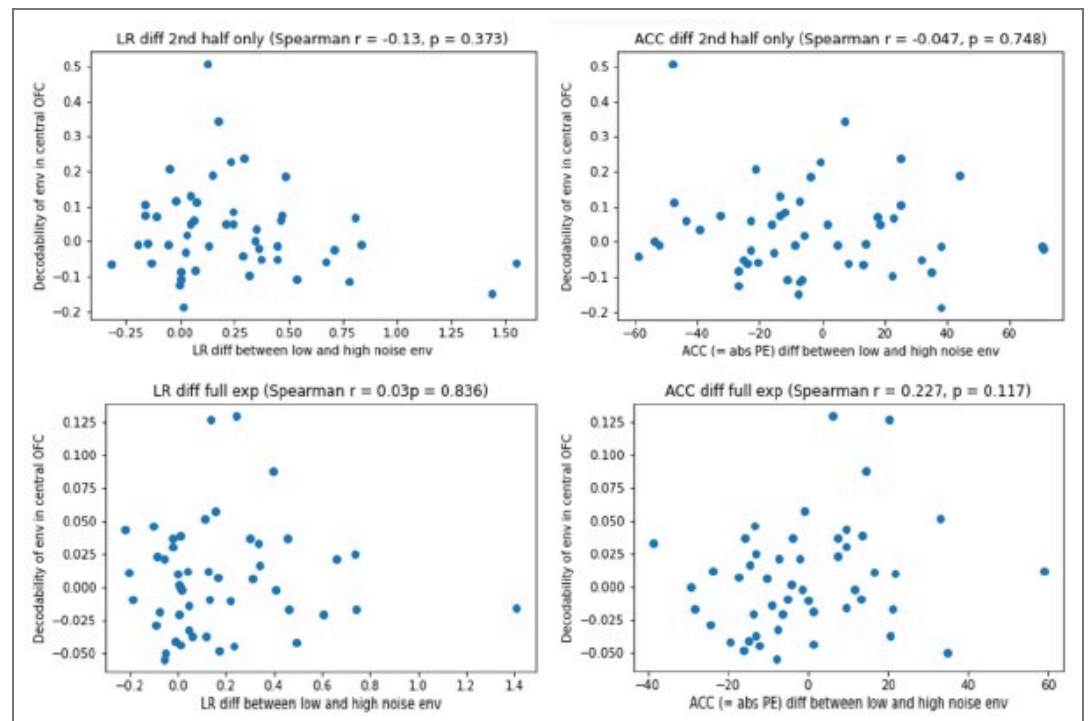 LR diff 2nd half only (Spearman r = -0.13, p = 0.373)
Decodability of env in central OFC
0.5
0.4
0.3
0.2
0.1
0.0
−0.1
−0.2
−0.25 0.00 0.25 0.50 0.75 1.00 1.25 1.50
LR diff between low and high noise env
ACC diff 2nd half only (Spearman r = -0.047, p = 0.748)
Decodability of env in central OFC
0.5
0.4
0.3
0.2
0.1
0.0
−0.1
−0.2
−60 −40 −20 0 20 40 60
ACC (= abs PE) diff between low and high noise env
LR diff full exp (Spearman r = 0.03p = 0.836)
Decodability of env in central OFC
0.125
0.100
0.075
0.050
0.025
0.000
−0.025
−0.050
−0.2 0.0 0.2 0.4 0.6 0.8 1.0 1.2 1.4
LR diff between low and high noise env
ACC diff full exp (Spearman r = 0.227, p = 0.117)
Decodability of env in central OFC
0.125
0.100
0.075
0.050
0.025
0.000
−0.025
−0.050
−40 −20 0 20 40 60
ACC (= abs PE) diff between low and high noise env